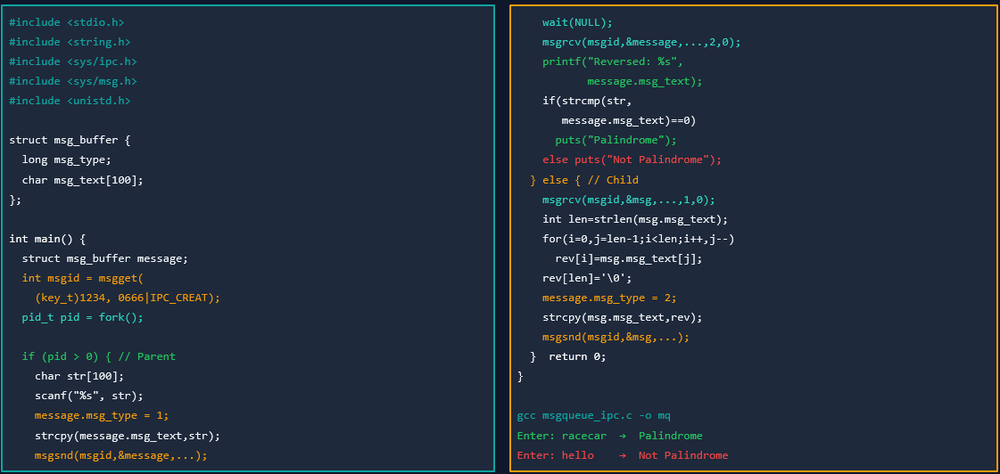 #include <stdio.h>
#include <string.h>
#include <sys/ipc.h>
#include <sys/msg.h>
#include <unistd.h>

struct msg_buffer {
  long msg_type;
  char msg_text[100];
};

int main() {
  struct msg_buffer message;
  int msgid = msgget(
    (key_t)1234, 0666|IPC_CREAT);
  pid_t pid = fork();

  if (pid > 0) { // Parent
    char str[100];
    scanf("%s", str);
    message.msg_type = 1;
    strcpy(message.msg_text,str);
    msgsnd(msgid,&message,...);
    wait(NULL);
    msgrcv(msgid,&message,...,2,0);
    printf("Reversed: %s",
           message.msg_text);
    if(strcmp(str,
       message.msg_text)==0)
      puts("Palindrome");
    else puts("Not Palindrome");
  } else { // Child
    msgrcv(msgid,&msg,...,1,0);
    int len=strlen(msg.msg_text);
    for(i=0,j=len-1;i<len;i++,j--)
      rev[i]=msg.msg_text[j];
    rev[len]='\0';
    message.msg_type = 2;
    strcpy(msg.msg_text,rev);
    msgsnd(msgid,&msg,...);
  }  return 0;
}

gcc msgqueue_ipc.c -o mq
Enter: racecar  →  Palindrome
Enter: hello    →  Not Palindrome